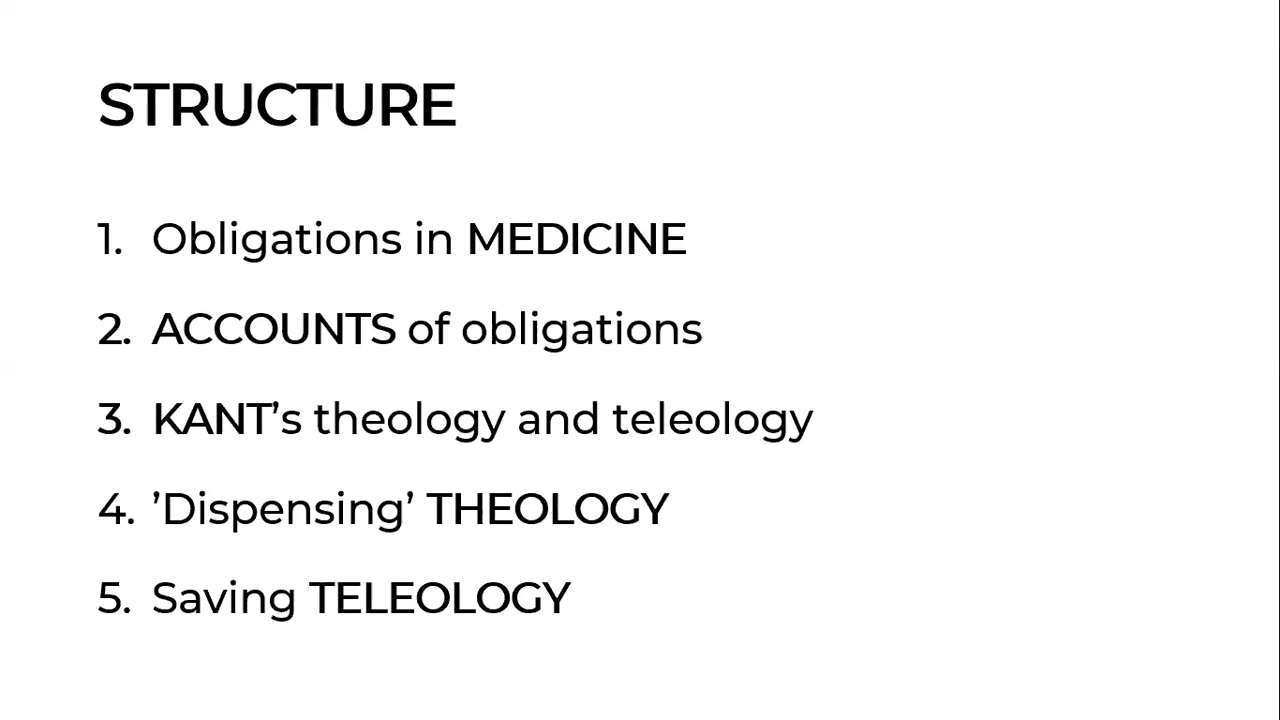 STRUCTURE
1. Obligations in MEDICINE
2. ACCOUNTS of obligations
3. KANT’s theology and teleology
4. ’Dispensing’ THEOLOGY
5. Saving TELEOLOGY